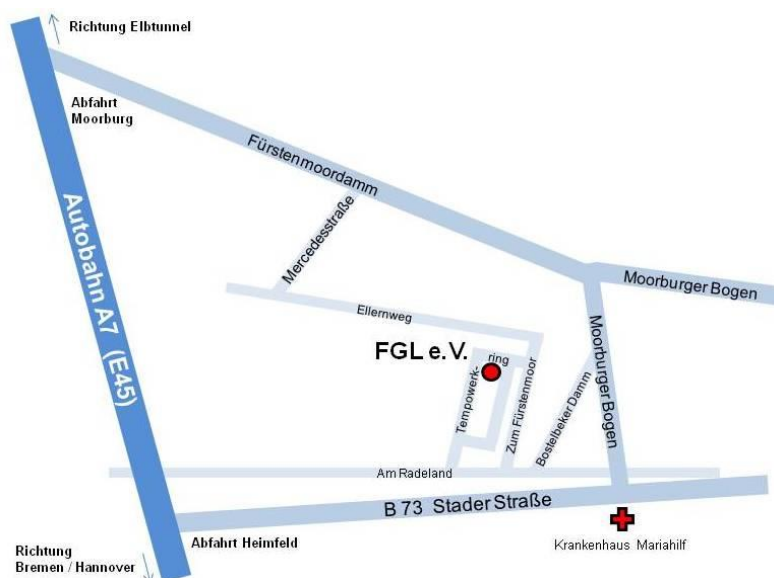 Richtung Elbtunnel
Abfahrt
Moorburg
Fürstenmoordamm
Autobahn A7 (E45)
Mercedesstraße
Moorburger Bogen
Ellernweg
Moorburger Bogen
FGL e.V.
Tempowerk-
ring
Zum Fürstenmoor
Bostelbeker Damm
Am Radeland
B 73 Stader Straße
Abfahrt Heimfeld
Krankenhaus Mariahilf
Richtung
Bremen / Hannover